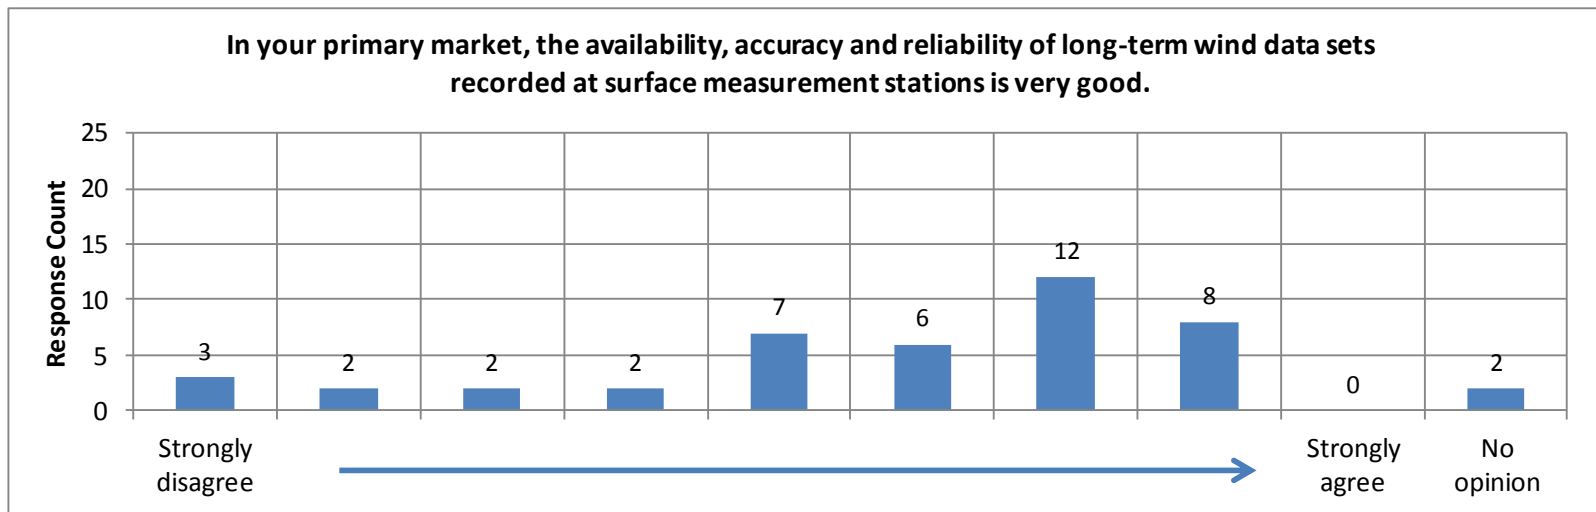 In your primary market, the availability, accuracy and reliability of long-term wind data sets
recorded at surface measurement stations is very good.
Response Count
25
20
15
10
5
0
3
2
2
2
7
6
12
8
0
2
Strongly
disagree
Strongly
agree
No
opinion